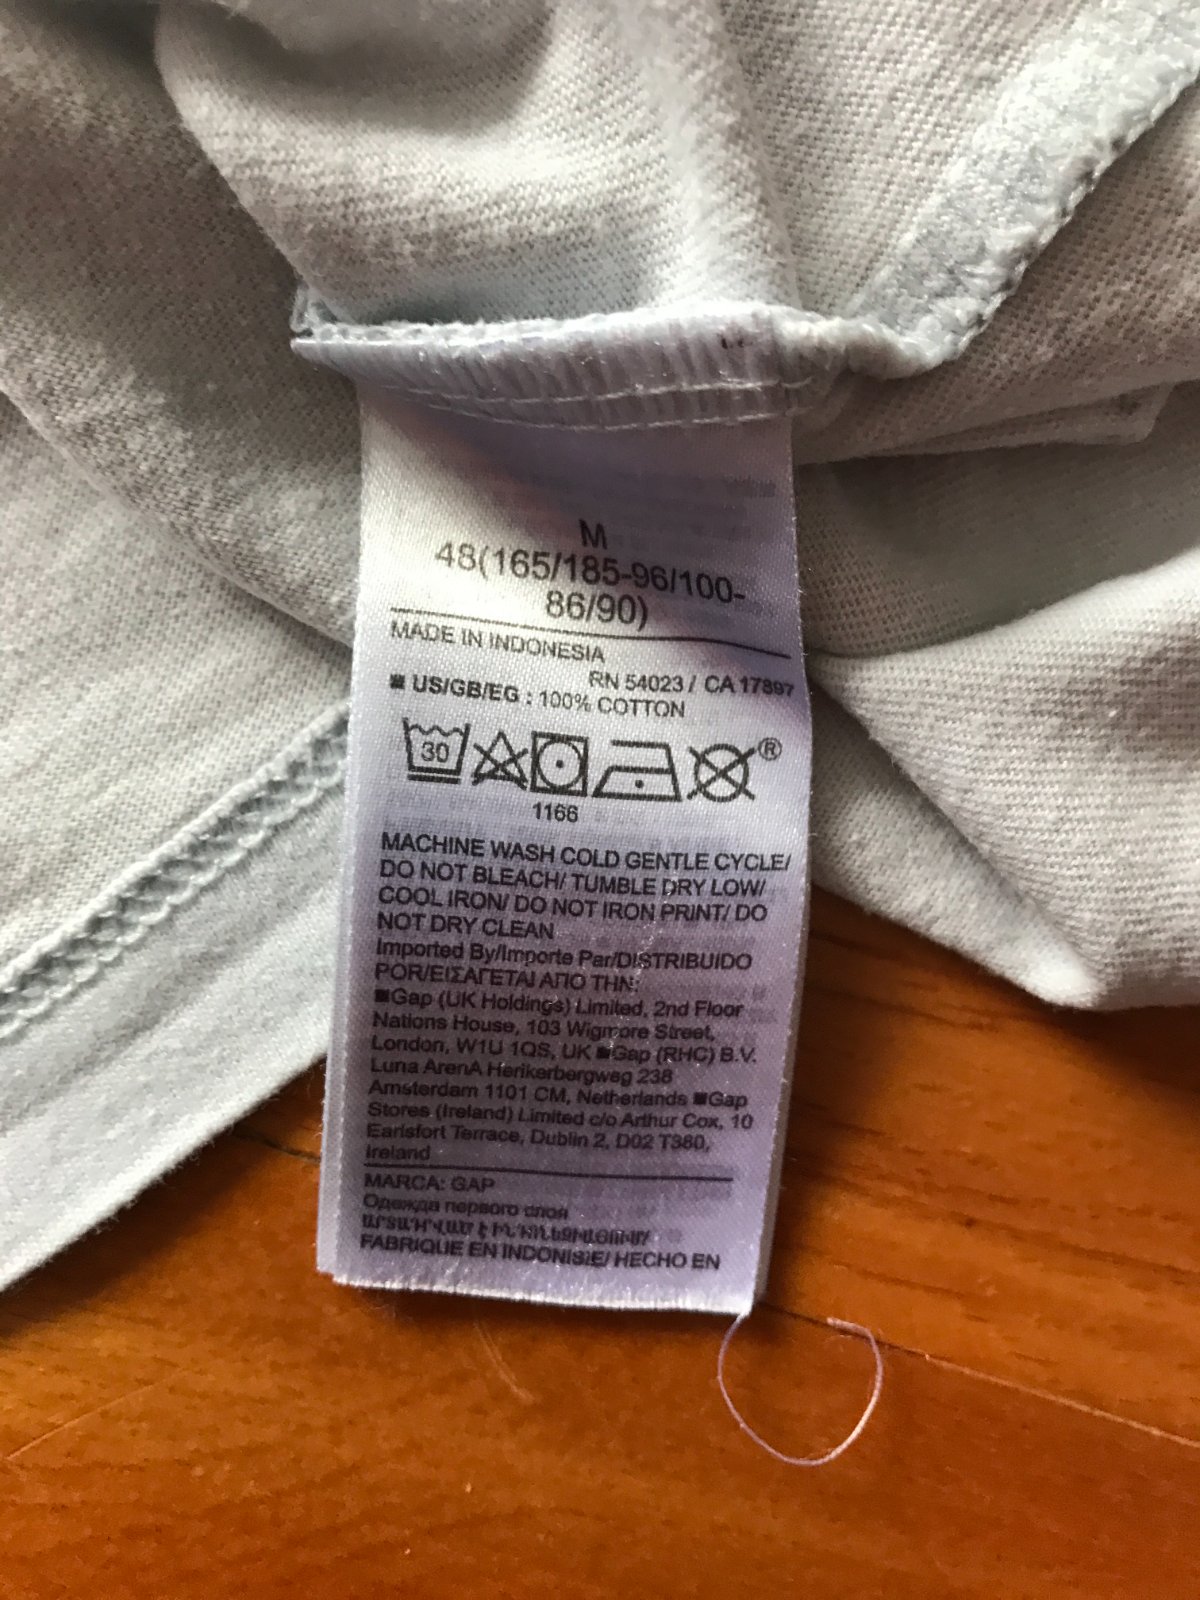 M
48(165/185-96/100-
86/90)
MADE IN INDONESIA
RN 54023 / CA 17897
■ US/GB/EG : 100% COTTON
30
®
1166
MACHINE WASH COLD GENTLE CYCLE/
DO NOT BLEACH/ TUMBLE DRY LOW/
COOL IRON/ DO NOT IRON PRINT/ DO
NOT DRY CLEAN
Imported By/Importe Par/DISTRIBUIDO
POR/ΕΙΣΑΓΕΤΑΙ ΑΠΟ ΤΗΝ:
■Gap (UK Holdings) Limited, 2nd Floor
Nations House, 103 Wigmore Street,
London, W1U 1QS, UK ■Gap (RHC) B.V.
Luna ArenA Herikerbergweg 238
Amsterdam 1101 CM, Netherlands ■Gap
Stores (Ireland) Limited c/o Arthur Cox, 10
Earlsfort Terrace, Dublin 2, D02 T380,
Ireland
MARCA: GAP
Одежда первого слоя
FABRIQUE EN INDONISIE/ HECHO EN